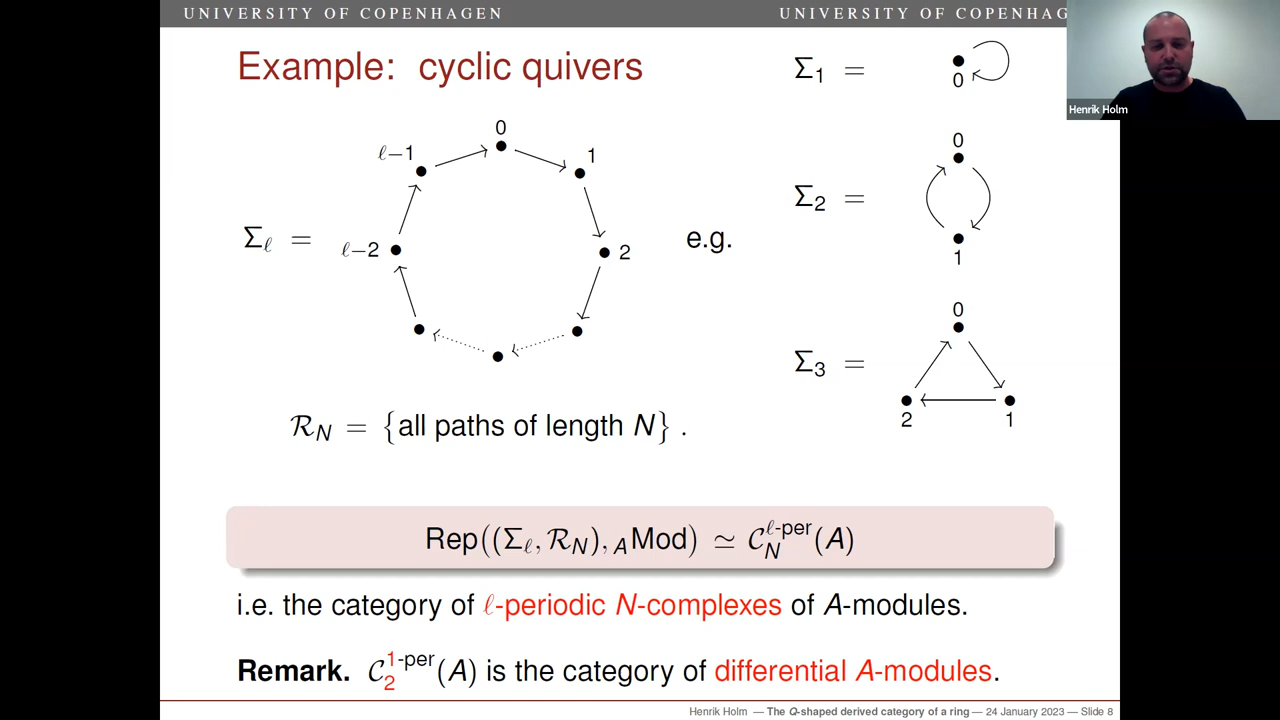 UNIVERSITY OF COPENHAGEN
UNIVERSITY OF COPENHAG
Example: cyclic quivers
Σℓ =
0
1
2
ℓ−2
ℓ−1
e.g.
Σ1 =
0
Σ2 =
0
1
Σ3 =
0
2
1
R_N = {all paths of length N} .
Rep((Σℓ, R_N), _A Mod) ≃ C_N^{ℓ-per}(A)
i.e. the category of ℓ-periodic N-complexes of A-modules.
Remark. C_2^{1-per}(A) is the category of differential A-modules.
Henrik Holm — The Q-shaped derived category of a ring — 24 January 2023 — Slide 8
Henrik Holm